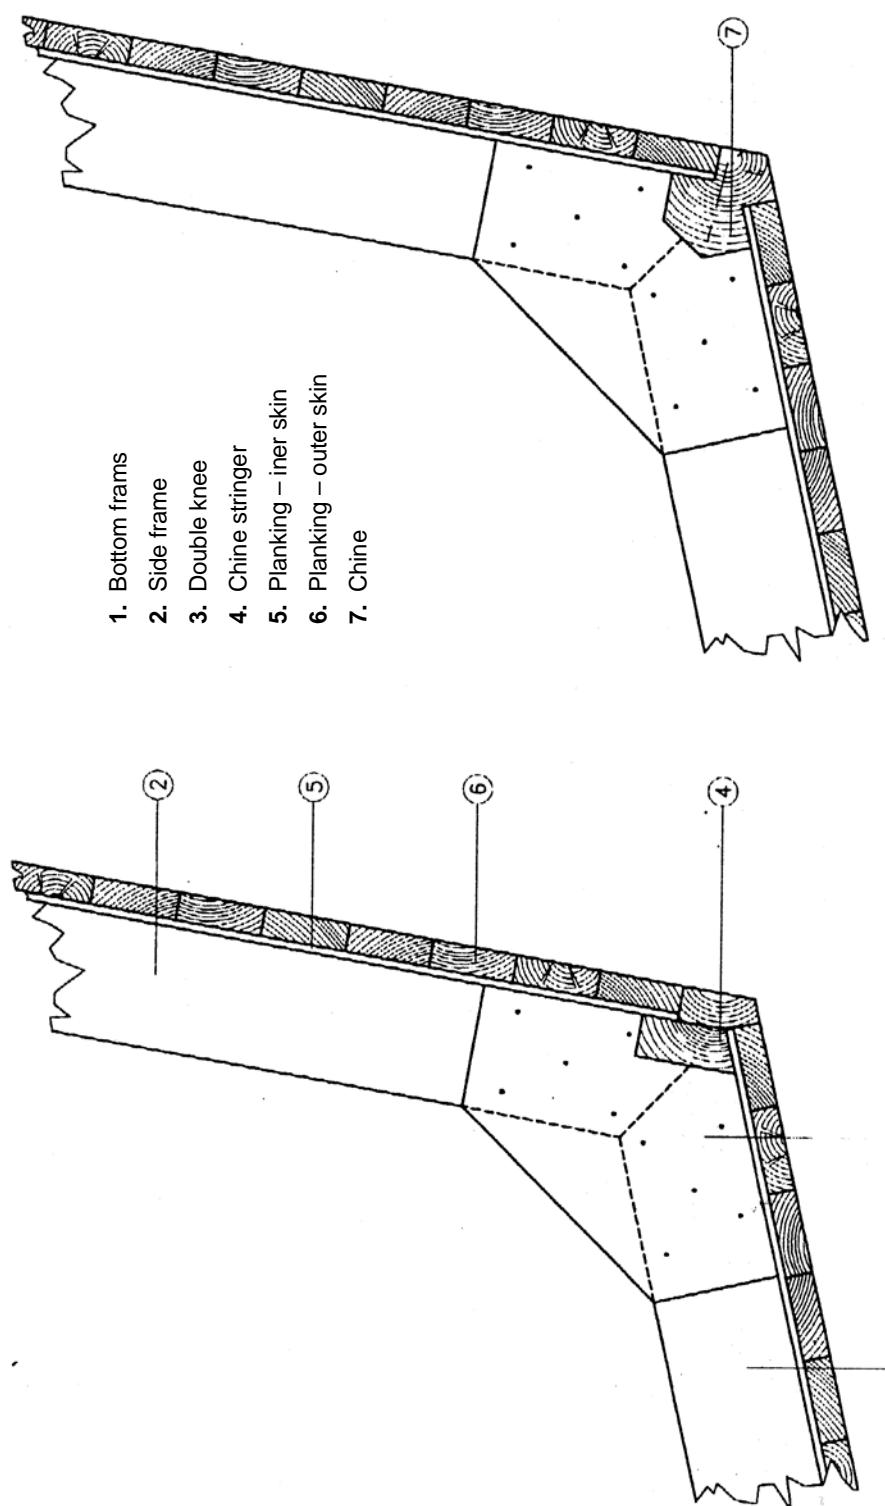 1. Bottom frams
2. Side frame
3. Double knee
4. Chine stringer
5. Planking – iner skin
6. Planking – outer skin
7. Chine
2
5
6
4
7